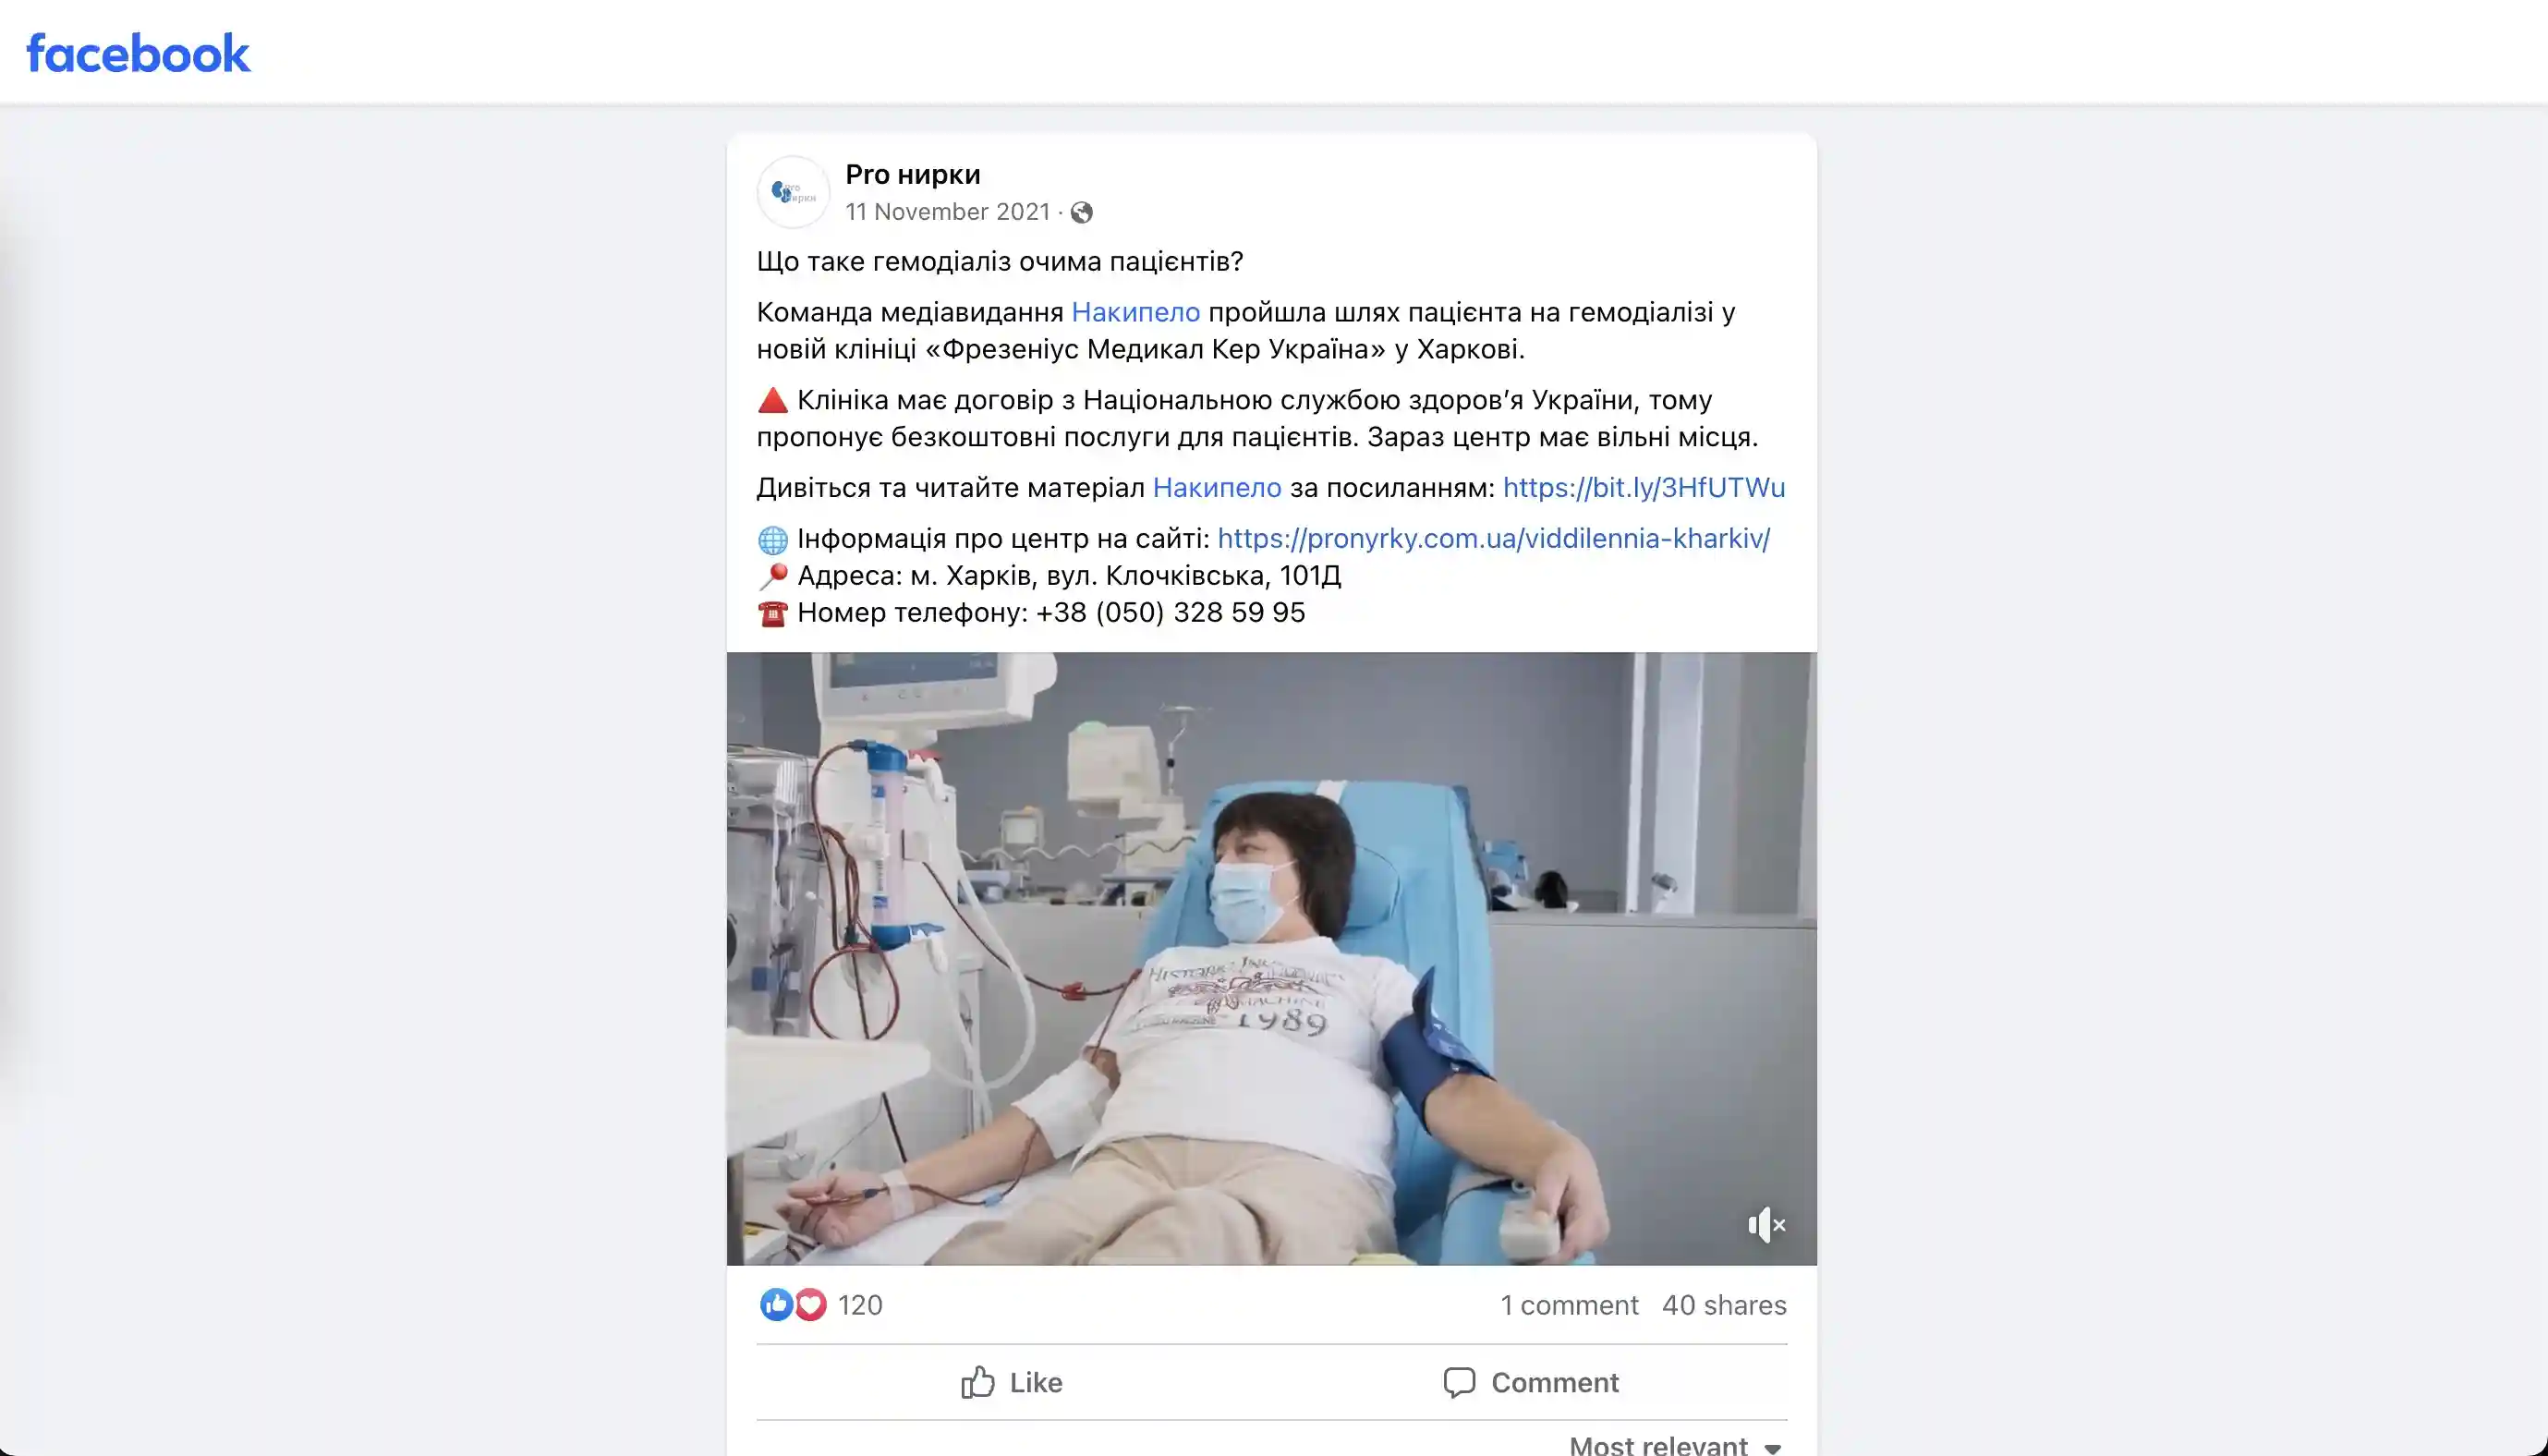 facebook
Pro нирки
Pro нирки
11 November 2021 ·
Що таке гемодіаліз очима пацієнтів?
Команда медіавидання Накипело пройшла шлях пацієнта на гемодіалізі у
новій клініці «Фрезеніус Медикал Кер Україна» у Харкові.
🔺 Клініка має договір з Національною службою здоров’я України, тому
пропонує безкоштовні послуги для пацієнтів. Зараз центр має вільні місця.
Дивіться та читайте матеріал Накипело за посиланням: https://bit.ly/3HfUTWu
🌐 Інформація про центр на сайті: https://pronyrky.com.ua/viddilennia-kharkiv/
📍 Адреса: м. Харків, вул. Клочківська, 101Д
☎️ Номер телефону: +38 (050) 328 59 95
MACHINE
1989
120
1 comment 40 shares
Like
Comment
Most relevant